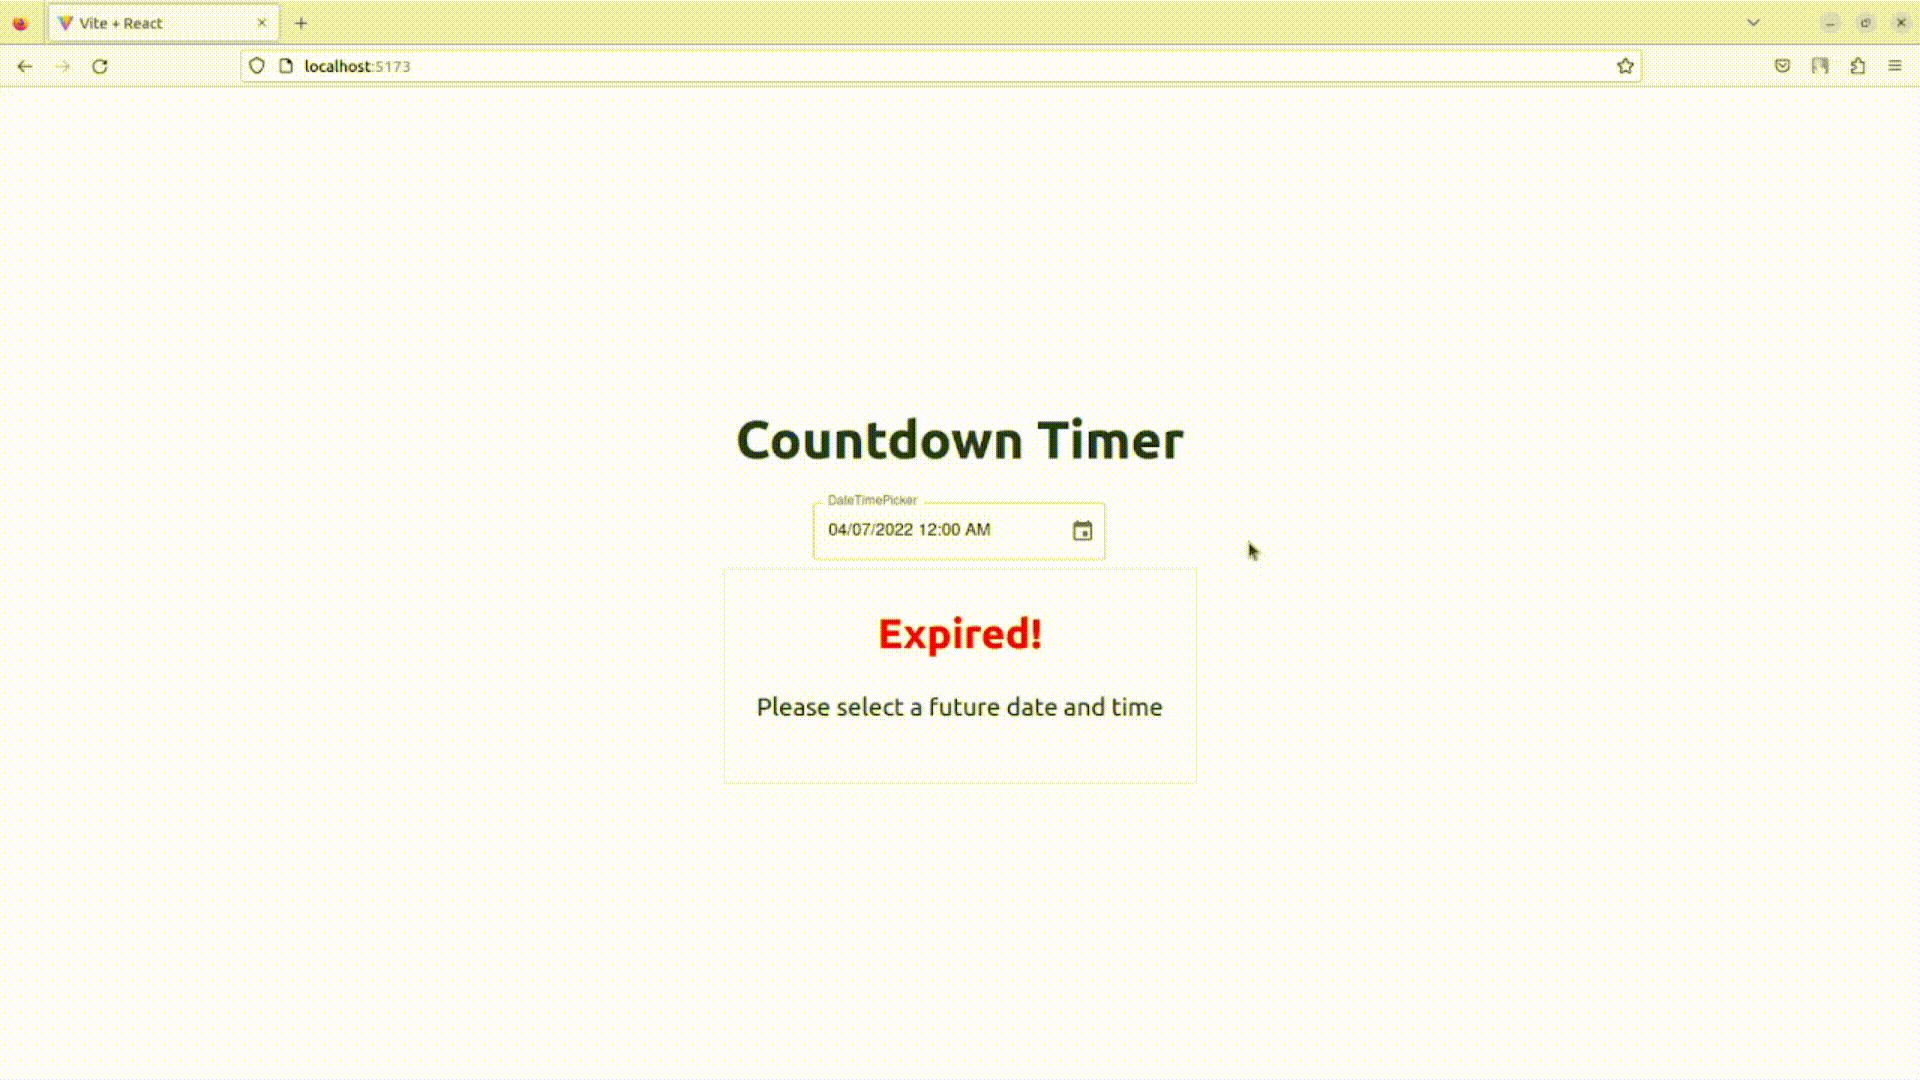 Vite + React
localhost:5173
Countdown Timer
DateTimePicker
04/07/2022 12:00 AM
Expired!
Please select a future date and time